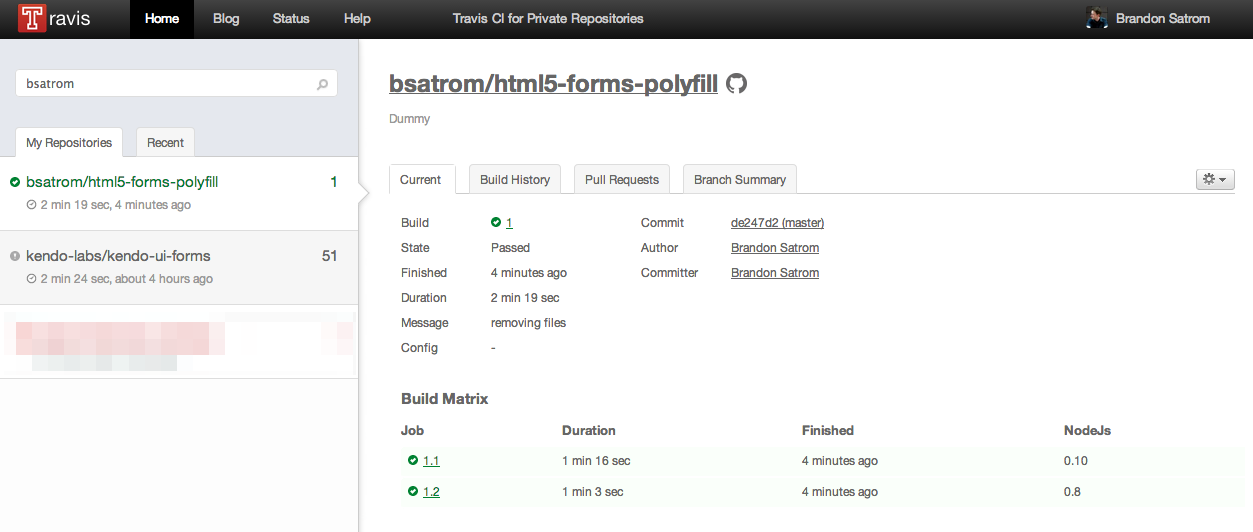 Travis Home Blog Status Help Travis CI for Private Repositories Brandon Satrom
bsatrom
My Repositories Recent
bsatrom/html5-forms-polyfill 1
2 min 19 sec, 4 minutes ago
kendo-labs/kendo-ui-forms 51
2 min 24 sec, about 4 hours ago
bsatrom/html5-forms-polyfill
Dummy
Current Build History Pull Requests Branch Summary
Build 1 Commit de247d2 (master)
State Passed Author Brandon Satrom
Finished 4 minutes ago Committer Brandon Satrom
Duration 2 min 19 sec
Message removing files
Config -
Build Matrix
Job Duration Finished NodeJs
1.1 1 min 16 sec 4 minutes ago 0.10
1.2 1 min 3 sec 4 minutes ago 0.8